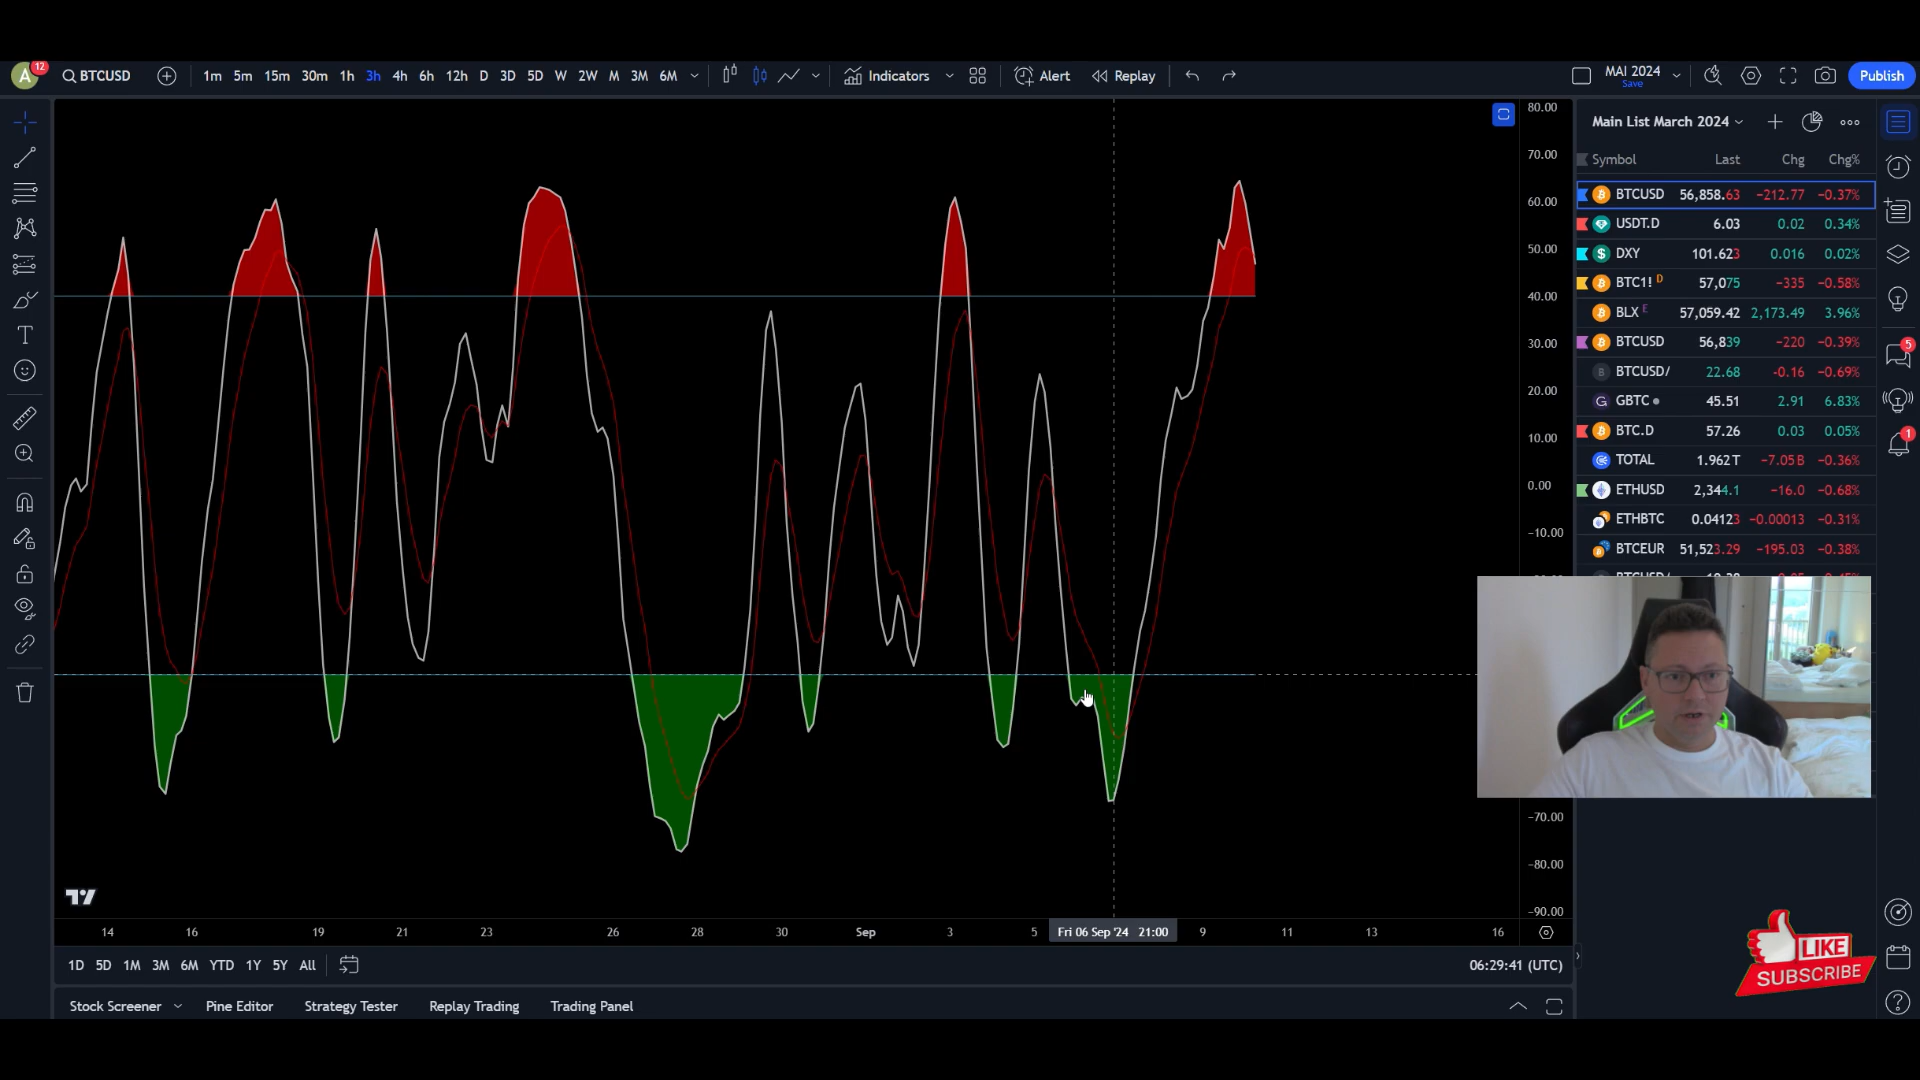 A 12 BTCUSD 1m 5m 15m 30m 1h 3h 4h 6h 12h D 3D 5D W 2W M 3M 6M Indicators Alert Replay MAI 2024 Save Publish
Main List March 2024
Symbol Last Chg Chg%
BTCUSD 56,858.63 −212.77 −0.37%
USDT.D 6.03 0.02 0.34%
DXY 101.623 0.016 0.02%
BTC1! D 57,075 −335 −0.58%
BLX E 57,059.42 2,173.49 3.96%
BTCUSD 56,839 −220 −0.39%
BTCUSD/ 22.68 −0.16 −0.69%
GBTC 45.51 2.91 6.83%
BTC.D 57.26 0.03 0.05%
TOTAL 1.962T −7.05B −0.36%
ETHUSD 2,344.1 −16.0 −0.68%
ETHBTC 0.04123 −0.00013 −0.31%
BTCEUR 51,523.29 −195.03 −0.38%
5
1
80.00
70.00
60.00
50.00
40.00
30.00
20.00
10.00
0.00
−10.00
−70.00
−80.00
−90.00
14 16 19 21 23 26 28 30 Sep 3 5 Fri 06 Sep '24 21:00 9 11 13 16
1D 5D 1M 3M 6M YTD 1Y 5Y All 06:29:41 (UTC)
Stock Screener Pine Editor Strategy Tester Replay Trading Trading Panel
LIKE
SUBSCRIBE